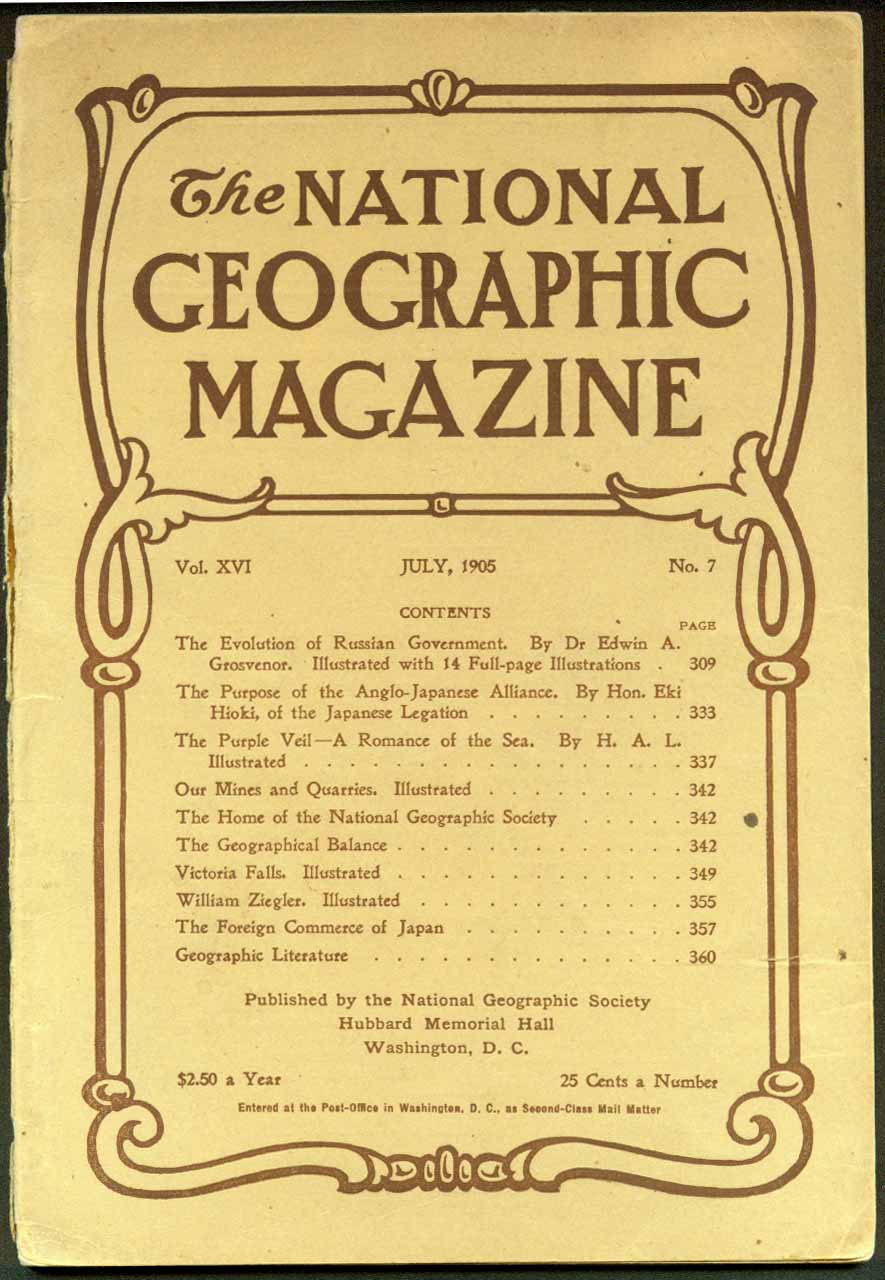 The NATIONAL
GEOGRAPHIC
MAGAZINE
Vol. XVI JULY, 1905 No. 7
CONTENTS
PAGE
The Evolution of Russian Government. By Dr Edwin A.
Grosvenor. Illustrated with 14 Full-page Illustrations . 309
The Purpose of the Anglo-Japanese Alliance. By Hon. Eki
Hioki, of the Japanese Legation . . . . . . . . . 333
The Purple Veil—A Romance of the Sea. By H. A. L.
Illustrated . . . . . . . . . . . . . . . . . 337
Our Mines and Quarries. Illustrated . . . . . . . . . 342
The Home of the National Geographic Society . . . . . 342
The Geographical Balance . . . . . . . . . . . . . 342
Victoria Falls. Illustrated . . . . . . . . . . . . . 349
William Ziegler. Illustrated . . . . . . . . . . . . 355
The Foreign Commerce of Japan . . . . . . . . . . 357
Geographic Literature . . . . . . . . . . . . . . 360
Published by the National Geographic Society
Hubbard Memorial Hall
Washington, D. C.
$2.50 a Year 25 Cents a Number
Entered at the Post-Office in Washington, D. C., as Second-Class Mail Matter